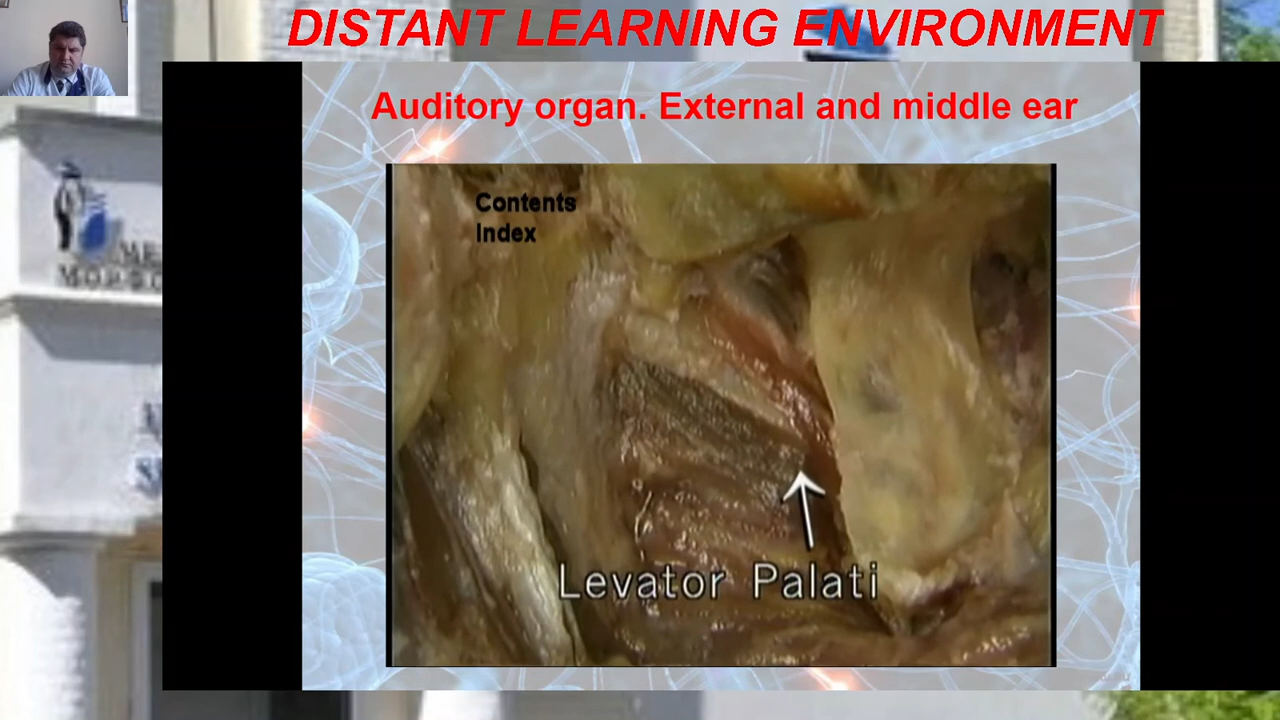 DISTANT LEARNING ENVIRONMENT
Auditory organ. External and middle ear
Contents
Index
Levator Palati